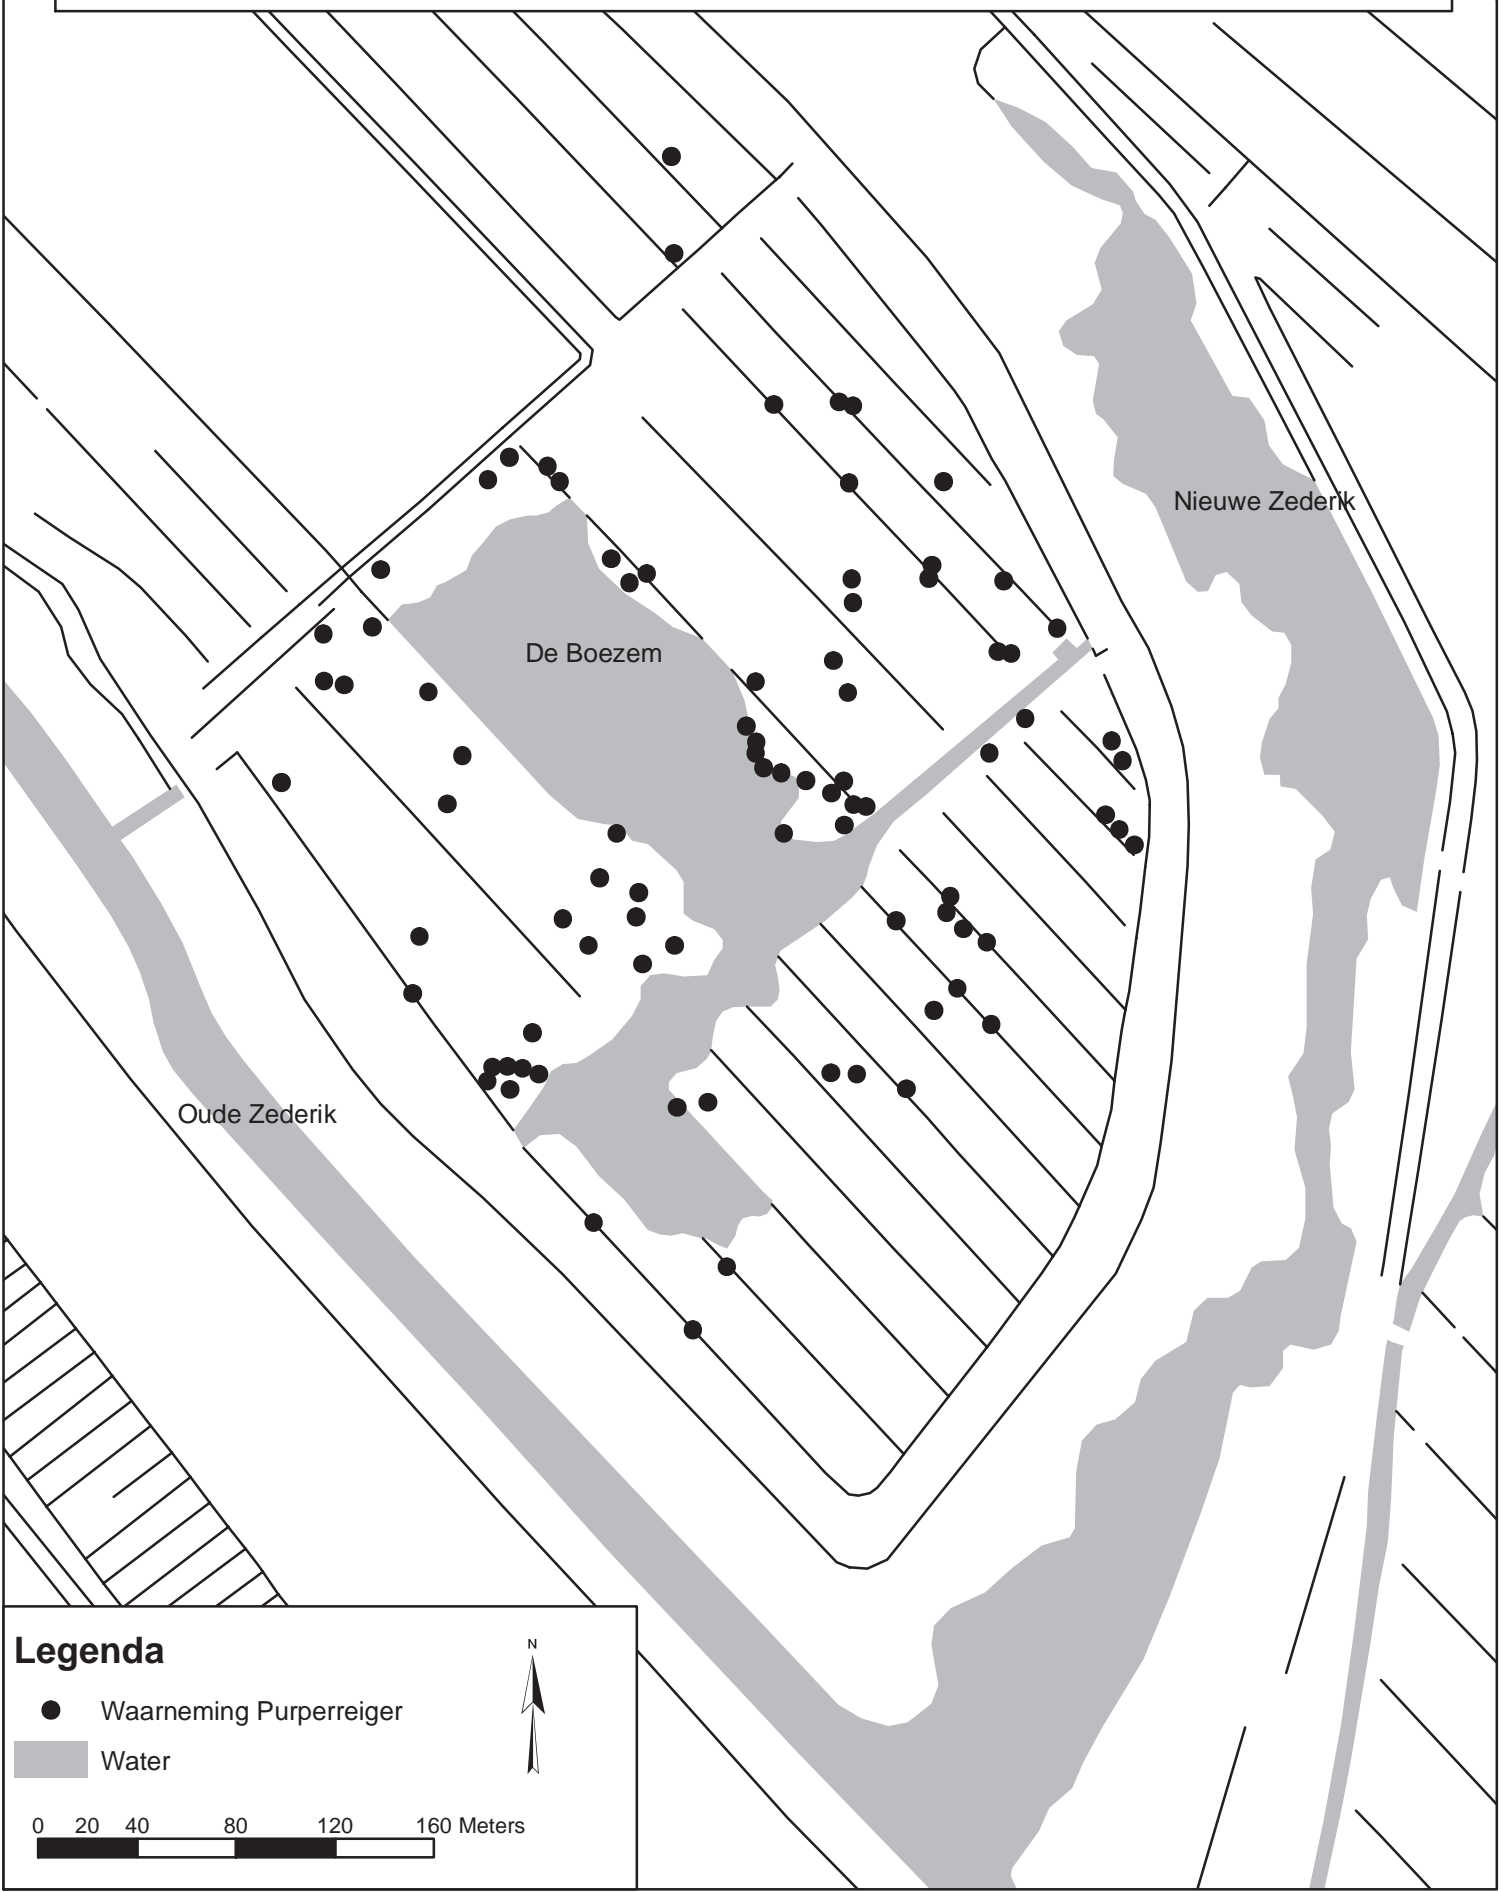 Nieuwe Zederik
De Boezem
Oude Zederik
Legenda
N
Waarneming Purperreiger
Water
0 20 40 80 120 160 Meters